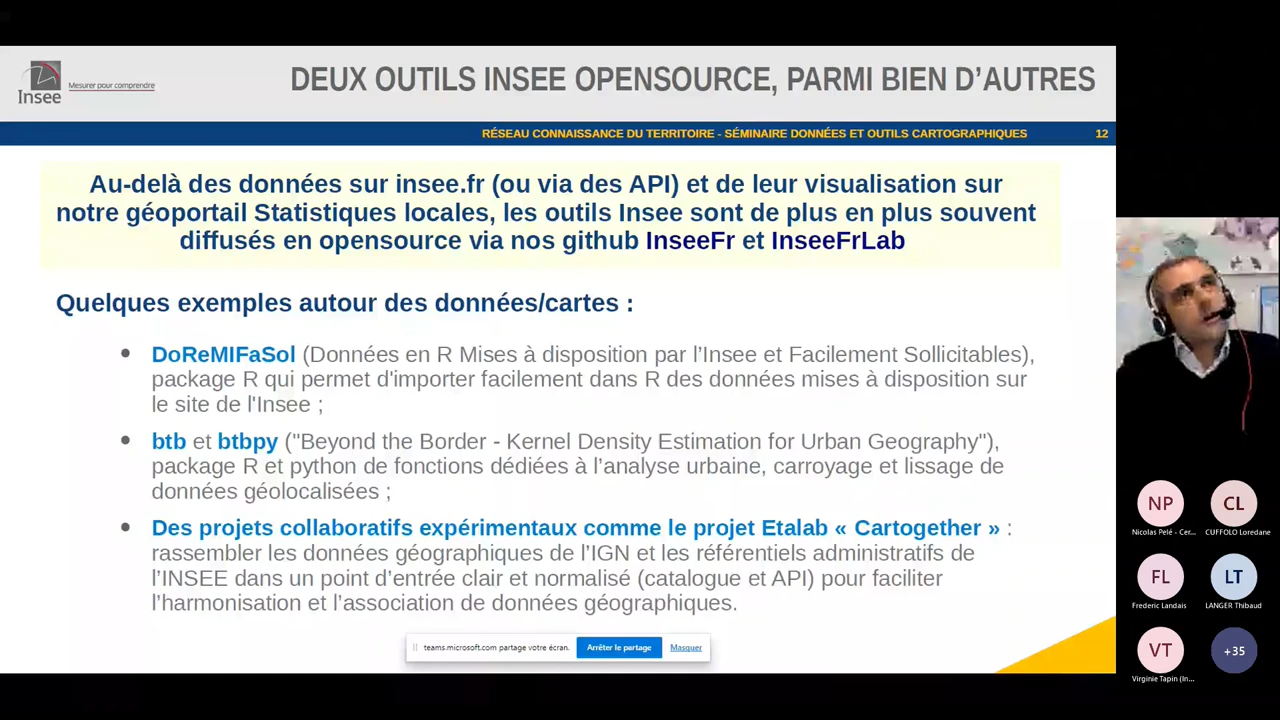 Insee
Mesurer pour comprendre
DEUX OUTILS INSEE OPENSOURCE, PARMI BIEN D’AUTRES
RÉSEAU CONNAISSANCE DU TERRITOIRE - SÉMINAIRE DONNÉES ET OUTILS CARTOGRAPHIQUES 12
Au-delà des données sur insee.fr (ou via des API) et de leur visualisation sur
notre géoportail Statistiques locales, les outils Insee sont de plus en plus souvent
diffusés en opensource via nos github InseeFr et InseeFrLab
Quelques exemples autour des données/cartes :
• DoReMIFaSol (Données en R Mises à disposition par l’Insee et Facilement Sollicitables),
package R qui permet d'importer facilement dans R des données mises à disposition sur
le site de l'Insee ;
• btb et btbpy ("Beyond the Border - Kernel Density Estimation for Urban Geography"),
package R et python de fonctions dédiées à l’analyse urbaine, carroyage et lissage de
données géolocalisées ;
• Des projets collaboratifs expérimentaux comme le projet Etalab « Cartogether » :
rassembler les données géographiques de l’IGN et les référentiels administratifs de
l’INSEE dans un point d’entrée clair et normalisé (catalogue et API) pour faciliter
l’harmonisation et l’association de données géographiques.
teams.microsoft.com partage votre écran. Arrêter le partage Masquer
NP CL
Nicolas Pelé - Cer... CUFFOLO Loredane
FL LT
Frederic Landais LANGER Thibaud
VT +35
Virginie Tapin (In...